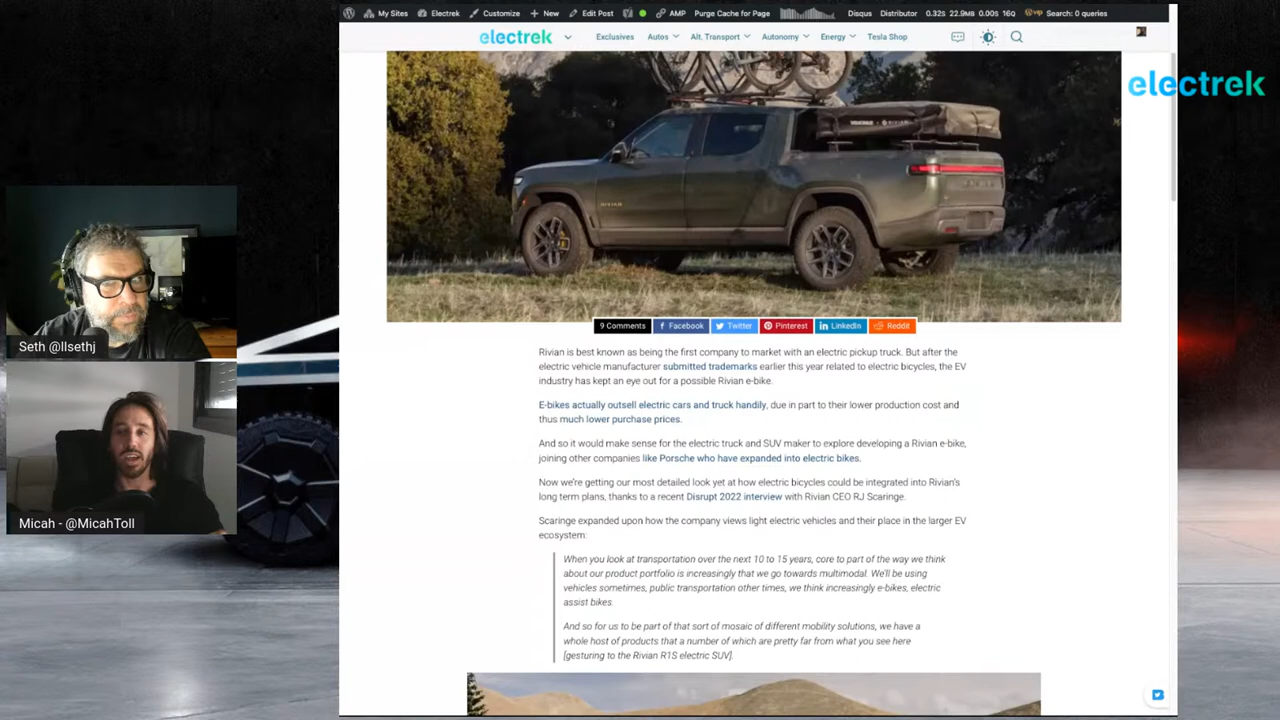 My Sites Electrek Customize New Edit Post AMP Purge Cache for Page Disqus Distributor 0.32S 22.9MB 0.00S 16Q VIP Search: 0 queries
electrek Exclusives Autos Alt. Transport Autonomy Energy Tesla Shop
electrek
RIVIAN
9 Comments Facebook Twitter Pinterest LinkedIn Reddit
Rivian is best known as being the first company to market with an electric pickup truck. But after the
electric vehicle manufacturer submitted trademarks earlier this year related to electric bicycles, the EV
industry has kept an eye out for a possible Rivian e-bike.
E-bikes actually outsell electric cars and truck handily, due in part to their lower production cost and
thus much lower purchase prices.
And so it would make sense for the electric truck and SUV maker to explore developing a Rivian e-bike,
joining other companies like Porsche who have expanded into electric bikes.
Now we're getting our most detailed look yet at how electric bicycles could be integrated into Rivian's
long term plans, thanks to a recent Disrupt 2022 interview with Rivian CEO RJ Scaringe.
Scaringe expanded upon how the company views light electric vehicles and their place in the larger EV
ecosystem:
When you look at transportation over the next 10 to 15 years, core to part of the way we think
about our product portfolio is increasingly that we go towards multimodal. We'll be using
vehicles sometimes, public transportation other times, we think increasingly e-bikes, electric
assist bikes.
And so for us to be part of that sort of mosaic of different mobility solutions, we have a
whole host of products that a number of which are pretty far from what you see here
[gesturing to the Rivian R1S electric SUV].
Seth @llsethj
Micah - @MicahToll